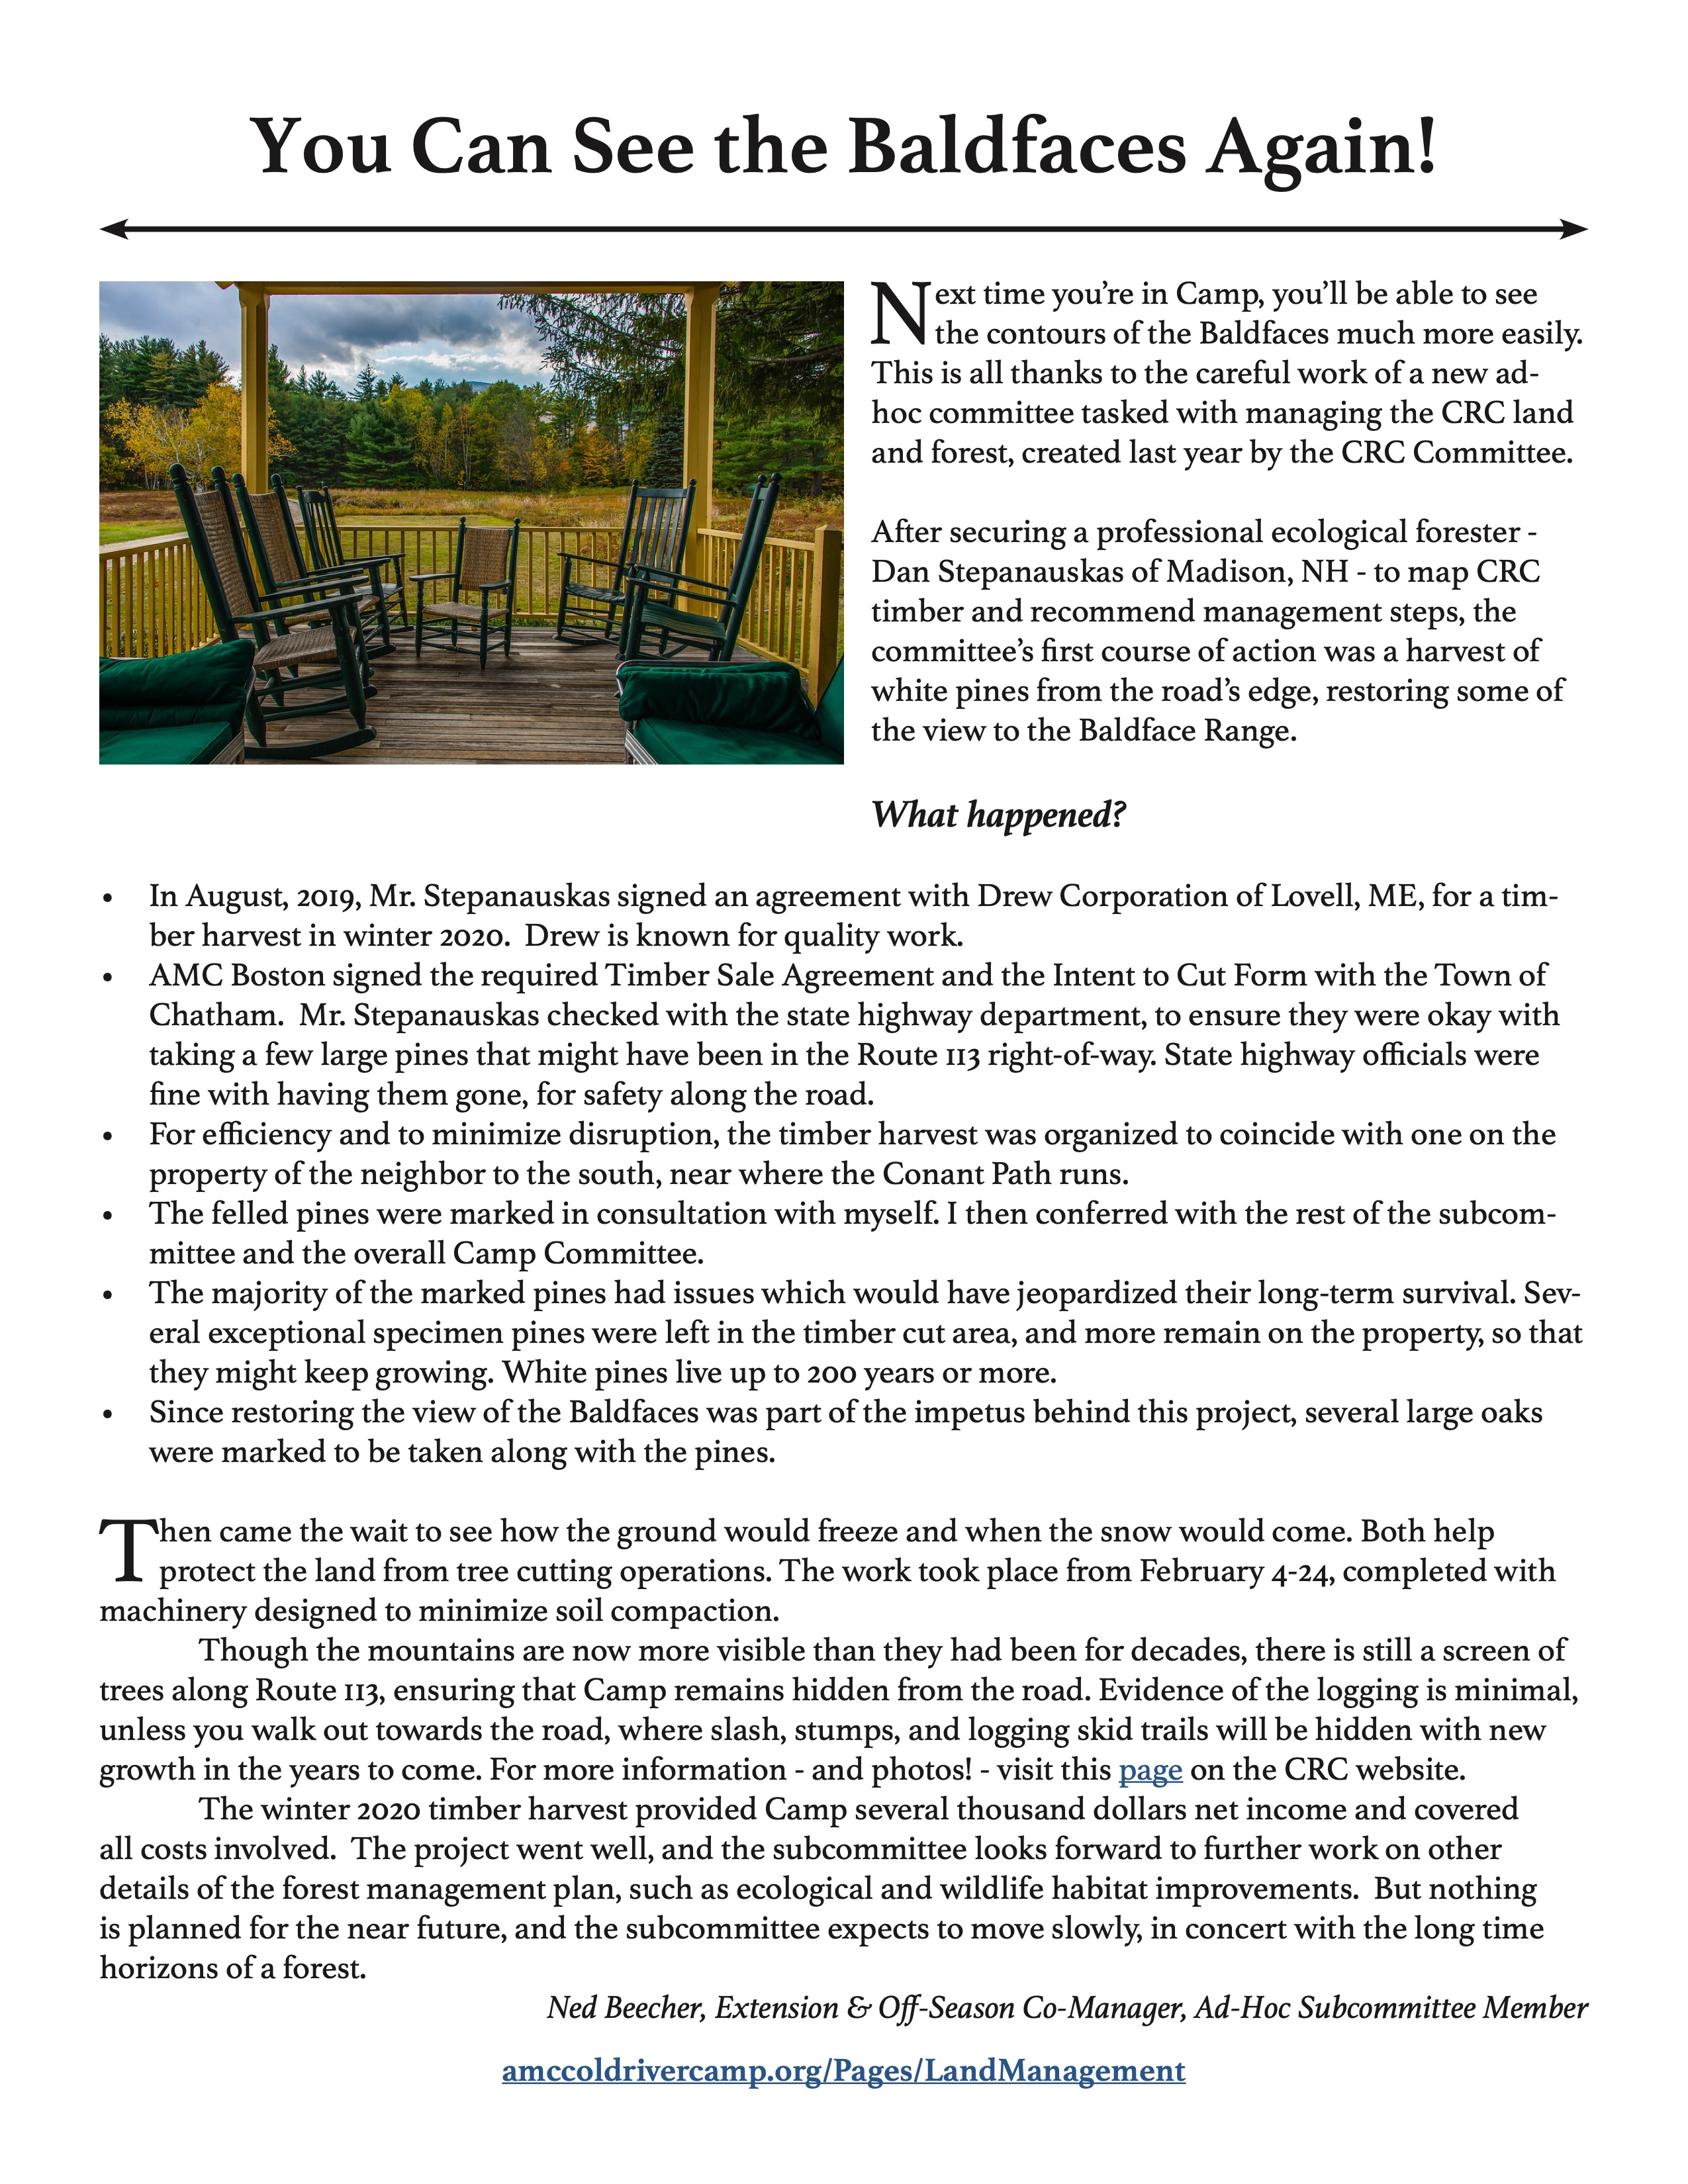 You Can See the Baldfaces Again!
Next time you're in Camp, you'll be able to see
the contours of the Baldfaces much more easily.
This is all thanks to the careful work of a new ad-
hoc committee tasked with managing the CRC land
and forest, created last year by the CRC Committee.
After securing a professional ecological forester -
Dan Stepanauskas of Madison, NH - to map CRC
timber and recommend management steps, the
committee's first course of action was a harvest of
white pines from the road's edge, restoring some of
the view to the Baldface Range.
What happened?
• In August, 2019, Mr. Stepanauskas signed an agreement with Drew Corporation of Lovell, ME, for a tim-
ber harvest in winter 2020.  Drew is known for quality work.
• AMC Boston signed the required Timber Sale Agreement and the Intent to Cut Form with the Town of
Chatham.  Mr. Stepanauskas checked with the state highway department, to ensure they were okay with
taking a few large pines that might have been in the Route 113 right-of-way. State highway officials were
fine with having them gone, for safety along the road.
• For efficiency and to minimize disruption, the timber harvest was organized to coincide with one on the
property of the neighbor to the south, near where the Conant Path runs.
• The felled pines were marked in consultation with myself. I then conferred with the rest of the subcom-
mittee and the overall Camp Committee.
• The majority of the marked pines had issues which would have jeopardized their long-term survival. Sev-
eral exceptional specimen pines were left in the timber cut area, and more remain on the property, so that
they might keep growing. White pines live up to 200 years or more.
• Since restoring the view of the Baldfaces was part of the impetus behind this project, several large oaks
were marked to be taken along with the pines.
Then came the wait to see how the ground would freeze and when the snow would come. Both help
protect the land from tree cutting operations. The work took place from February 4-24, completed with
machinery designed to minimize soil compaction.
Though the mountains are now more visible than they had been for decades, there is still a screen of
trees along Route 113, ensuring that Camp remains hidden from the road. Evidence of the logging is minimal,
unless you walk out towards the road, where slash, stumps, and logging skid trails will be hidden with new
growth in the years to come. For more information - and photos! - visit this page on the CRC website.
The winter 2020 timber harvest provided Camp several thousand dollars net income and covered
all costs involved.  The project went well, and the subcommittee looks forward to further work on other
details of the forest management plan, such as ecological and wildlife habitat improvements.  But nothing
is planned for the near future, and the subcommittee expects to move slowly, in concert with the long time
horizons of a forest.
Ned Beecher, Extension & Off-Season Co-Manager, Ad-Hoc Subcommittee Member
amccoldrivercamp.org/Pages/LandManagement